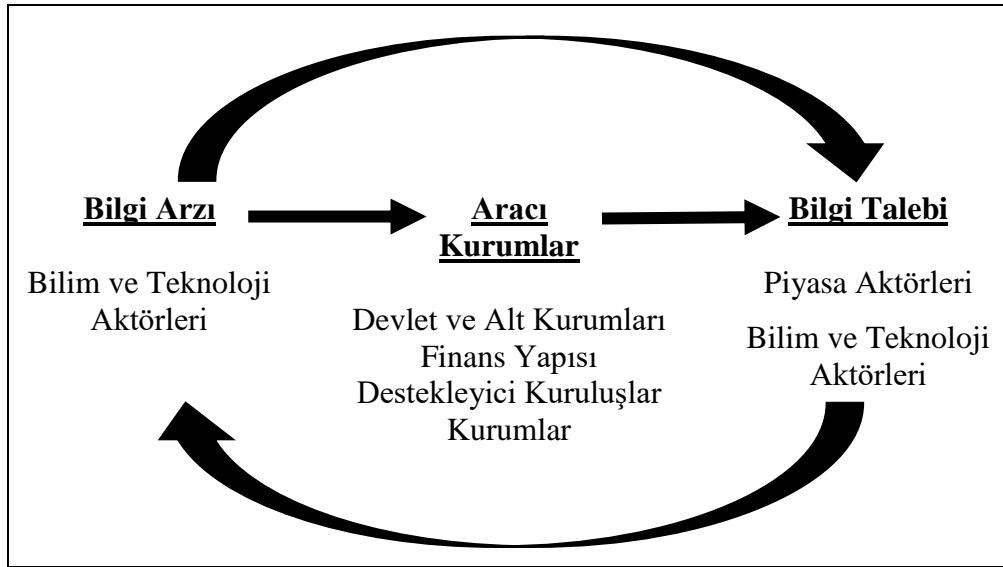 Bilgi Arzı
Bilim ve Teknoloji
Aktörleri
Aracı
Kurumlar
Devlet ve Alt Kurumları
Finans Yapısı
Destekleyici Kuruluşlar
Kurumlar
Bilgi Talebi
Piyasa Aktörleri
Bilim ve Teknoloji
Aktörleri